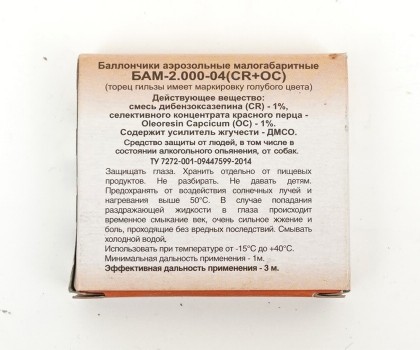 Баллончики аэрозольные малогабаритные
БАМ-2.000-04(CR+OC)
(торец гильзы имеет маркировку голубого цвета)
Действующее вещество:
смесь дибензоксазепина (CR) - 1%,
селективного концентрата красного перца -
Oleoresin Capcicum (OC) - 1%.
Содержит усилитель жгучести - ДМСО.
Средство защиты от людей, в том числе в
состоянии алкогольного опьянения, от собак.
ТУ 7272-001-09447599-2014
Защищать глаза. Хранить отдельно от пищевых
продуктов. Не разбирать. Не давать детям.
Предохранять от воздействия солнечных лучей и
нагревания выше 50°С. В случае попадания
раздражающей жидкости в глаза происходит
временное смыкание век, очень сильное жжение и
боль, проходящие без вредных последствий. Смывать
холодной водой.
Использовать при температуре от -15°С до +40°С.
Минимальная дальность применения - 1м.
Эффективная дальность применения - 3 м.